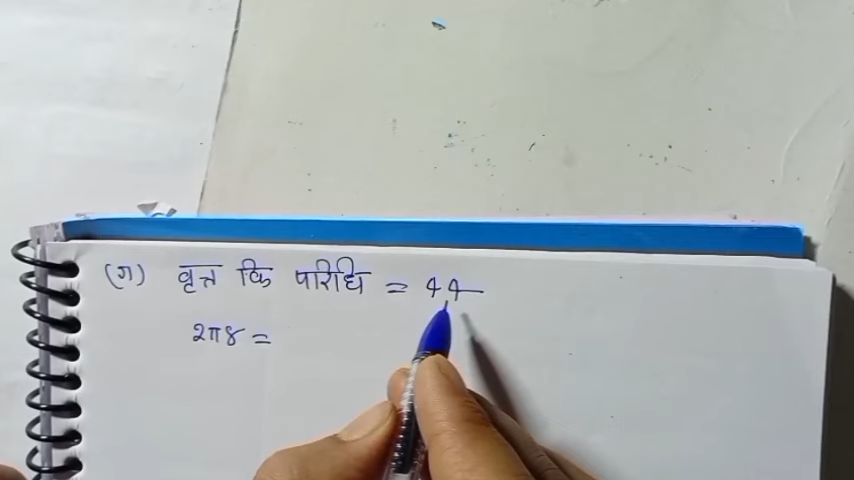 (ग) वृत्त कि परिधि = 44
2πr =